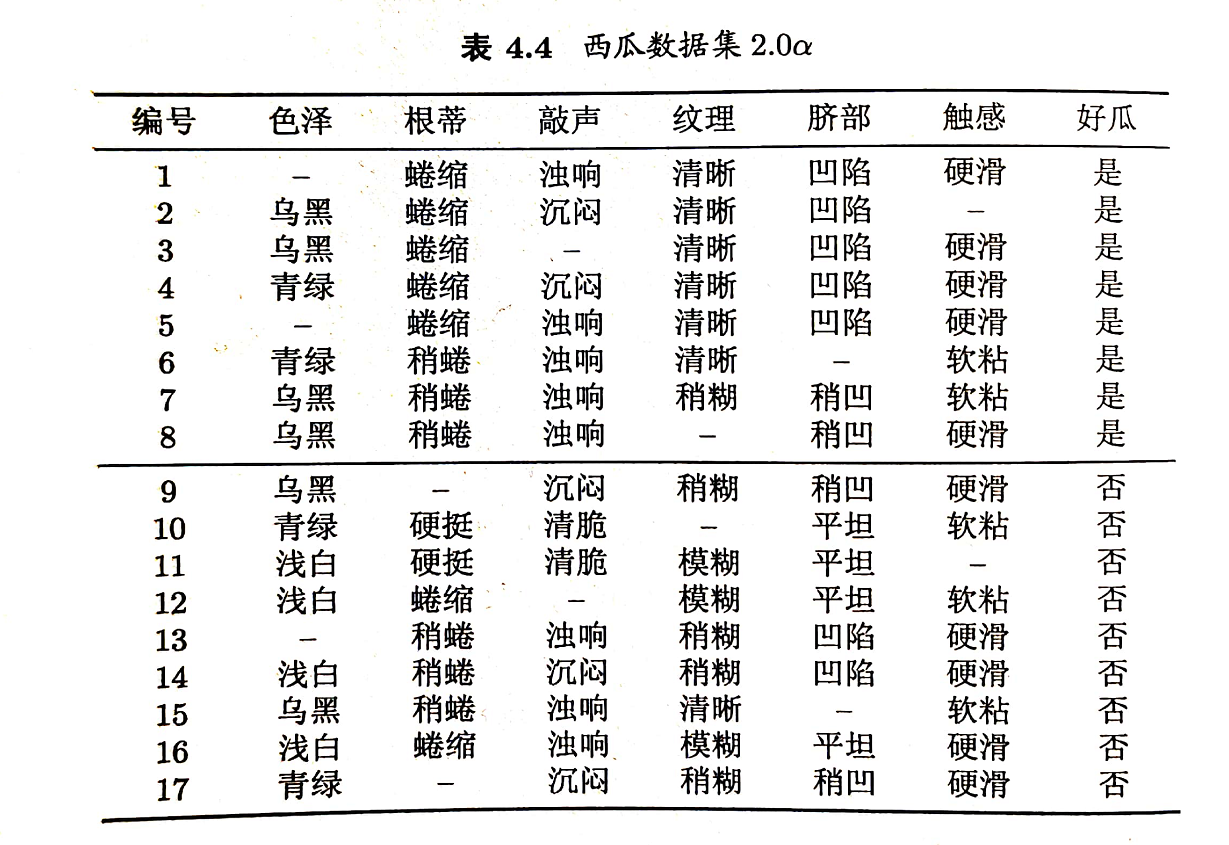 表 4.4 西瓜数据集 2.0α
编号 色泽 根蒂 敲声 纹理 脐部 触感 好瓜
1 – 蜷缩 浊响 清晰 凹陷 硬滑 是
2 乌黑 蜷缩 沉闷 清晰 凹陷 – 是
3 乌黑 蜷缩 – 清晰 凹陷 硬滑 是
4 青绿 蜷缩 沉闷 清晰 凹陷 硬滑 是
5 – 蜷缩 浊响 清晰 凹陷 硬滑 是
6 青绿 稍蜷 浊响 清晰 – 软粘 是
7 乌黑 稍蜷 浊响 稍糊 稍凹 软粘 是
8 乌黑 稍蜷 浊响 – 稍凹 硬滑 是
9 乌黑 – 沉闷 稍糊 稍凹 硬滑 否
10 青绿 硬挺 清脆 – 平坦 软粘 否
11 浅白 硬挺 清脆 模糊 平坦 – 否
12 浅白 蜷缩 – 模糊 平坦 软粘 否
13 – 稍蜷 浊响 稍糊 凹陷 硬滑 否
14 浅白 稍蜷 沉闷 稍糊 凹陷 硬滑 否
15 乌黑 稍蜷 浊响 清晰 – 软粘 否
16 浅白 蜷缩 浊响 模糊 平坦 硬滑 否
17 青绿 – 沉闷 稍糊 稍凹 硬滑 否